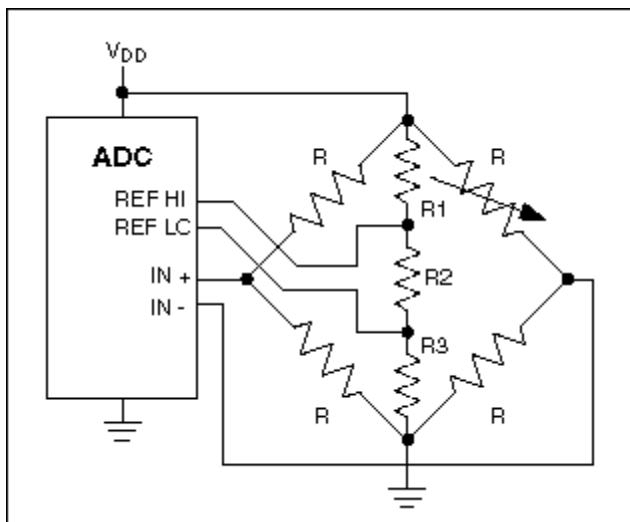 VDD
ADC
REF HI
REF LC
IN +
IN -
R
R
R1
R2
R3
R
R